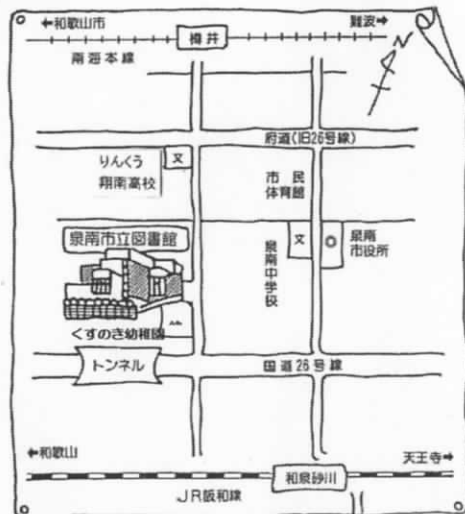 ←和歌山市
難波→
樽井
南海本線
N
府道(旧26号線)
りんくう
翔南高校
文
市民
体育館
泉南市立図書館
泉南中学校
文
泉南
市役所
くすのき幼稚園
トンネル
国道26号線
←和歌山
天王寺→
和泉砂川
JR阪和線